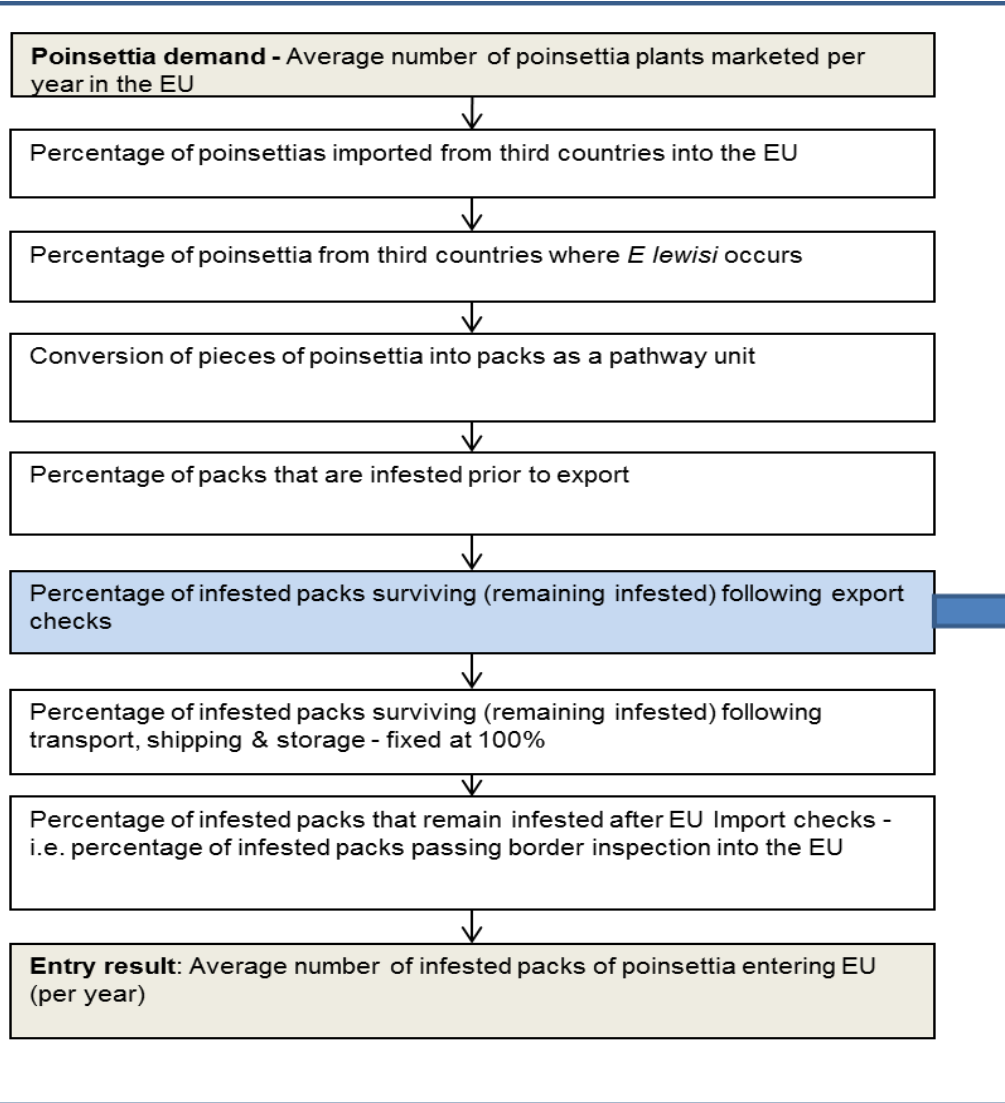 Poinsettia demand - Average number of poinsettia plants marketed per
year in the EU
Percentage of poinsettias imported from third countries into the EU
Percentage of poinsettia from third countries where E lewisi occurs
Conversion of pieces of poinsettia into packs as a pathway unit
Percentage of packs that are infested prior to export
Percentage of infested packs surviving (remaining infested) following export
checks
Percentage of infested packs surviving (remaining infested) following
transport, shipping & storage - fixed at 100%
Percentage of infested packs that remain infested after EU Import checks -
i.e. percentage of infested packs passing border inspection into the EU
Entry result: Average number of infested packs of poinsettia entering EU
(per year)